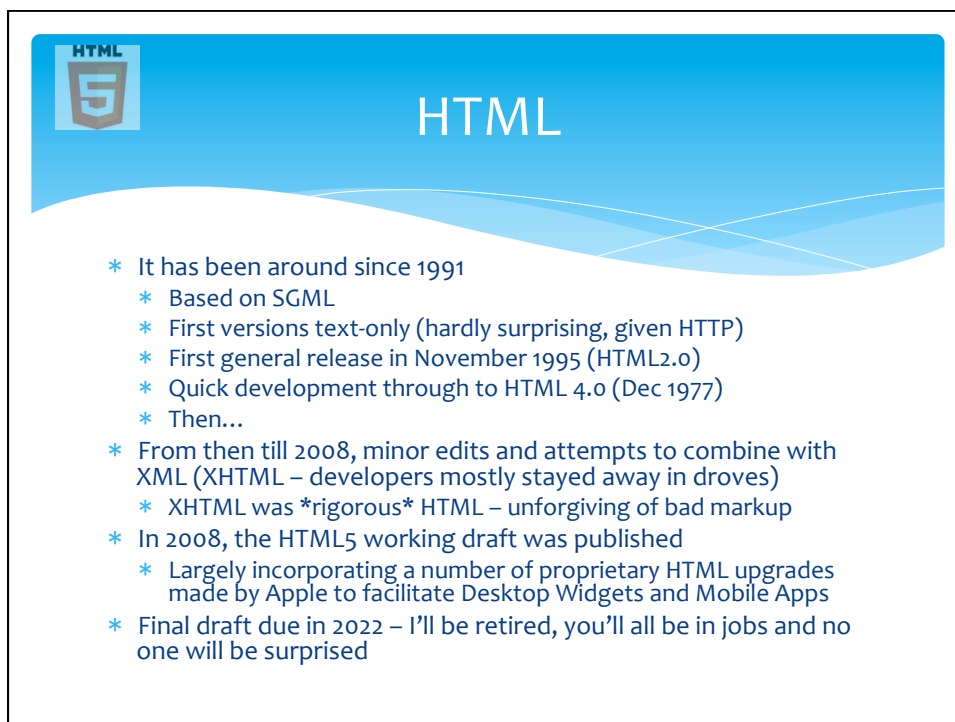 HTML
5
HTML
* It has been around since 1991
* Based on SGML
* First versions text-only (hardly surprising, given HTTP)
* First general release in November 1995 (HTML2.0)
* Quick development through to HTML 4.0 (Dec 1977)
* Then…
* From then till 2008, minor edits and attempts to combine with
XML (XHTML – developers mostly stayed away in droves)
* XHTML was *rigorous* HTML – unforgiving of bad markup
* In 2008, the HTML5 working draft was published
* Largely incorporating a number of proprietary HTML upgrades
made by Apple to facilitate Desktop Widgets and Mobile Apps
* Final draft due in 2022 – I’ll be retired, you’ll all be in jobs and no
one will be surprised